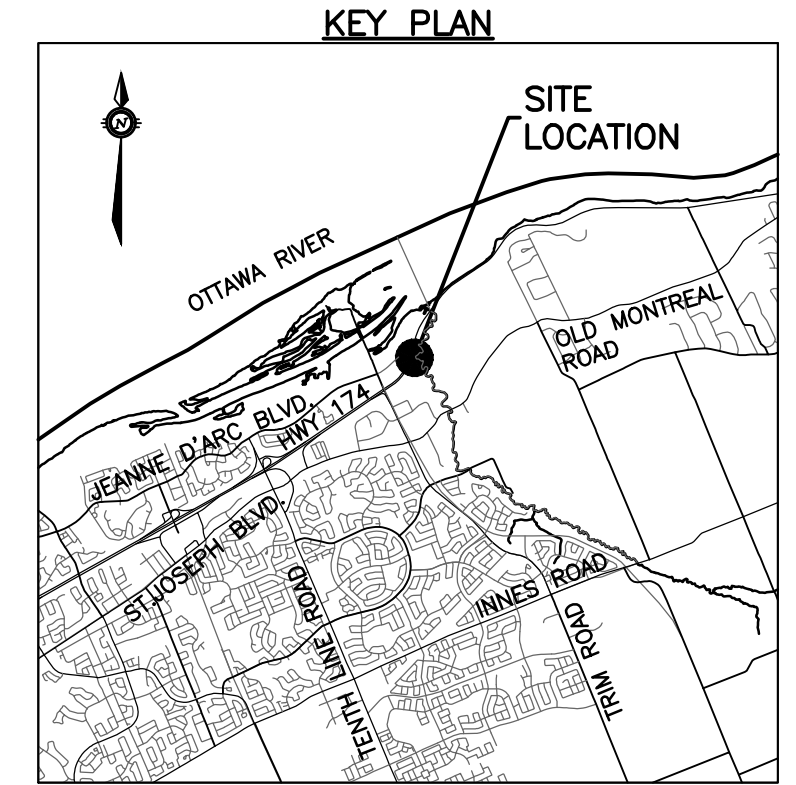 KEY PLAN
N
SITE
LOCATION
OTTAWA RIVER
OLD MONTREAL
ROAD
JEANNE D'ARC BLVD.
HWY 174
ST.JOSEPH BLVD.
TENTH LINE ROAD
INNES ROAD
TRIM ROAD